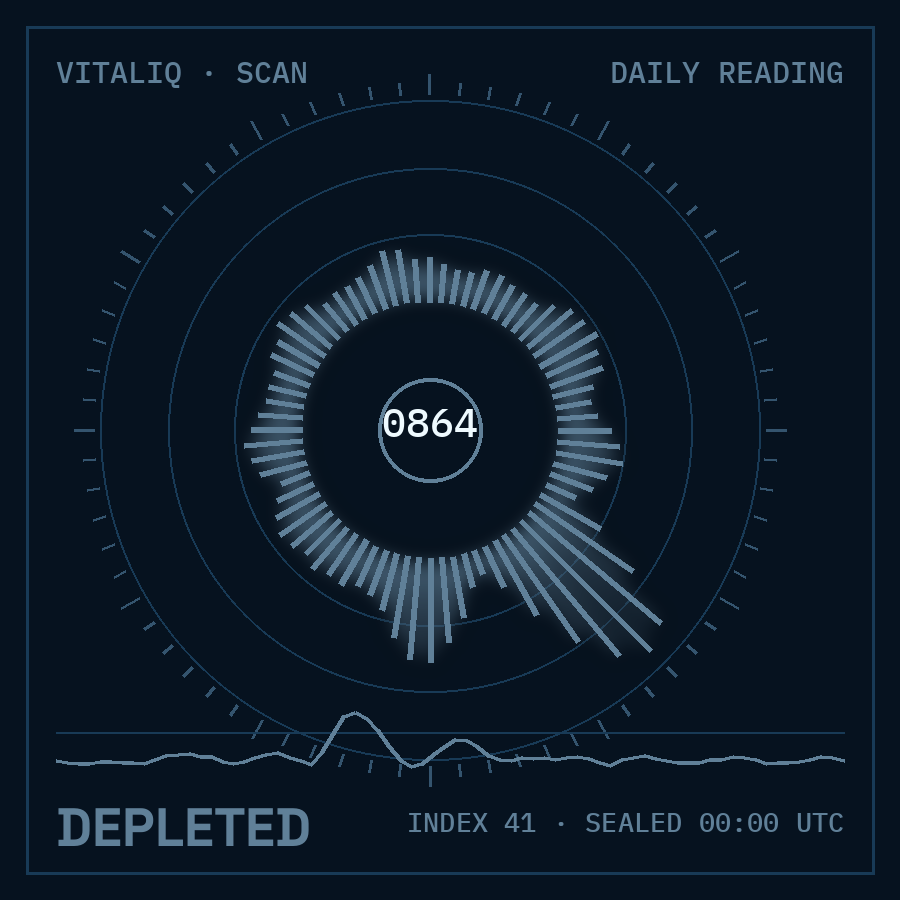 VITALIQ · SCAN
DAILY READING
0864
DEPLETED
INDEX 41 · SEALED 00:00 UTC